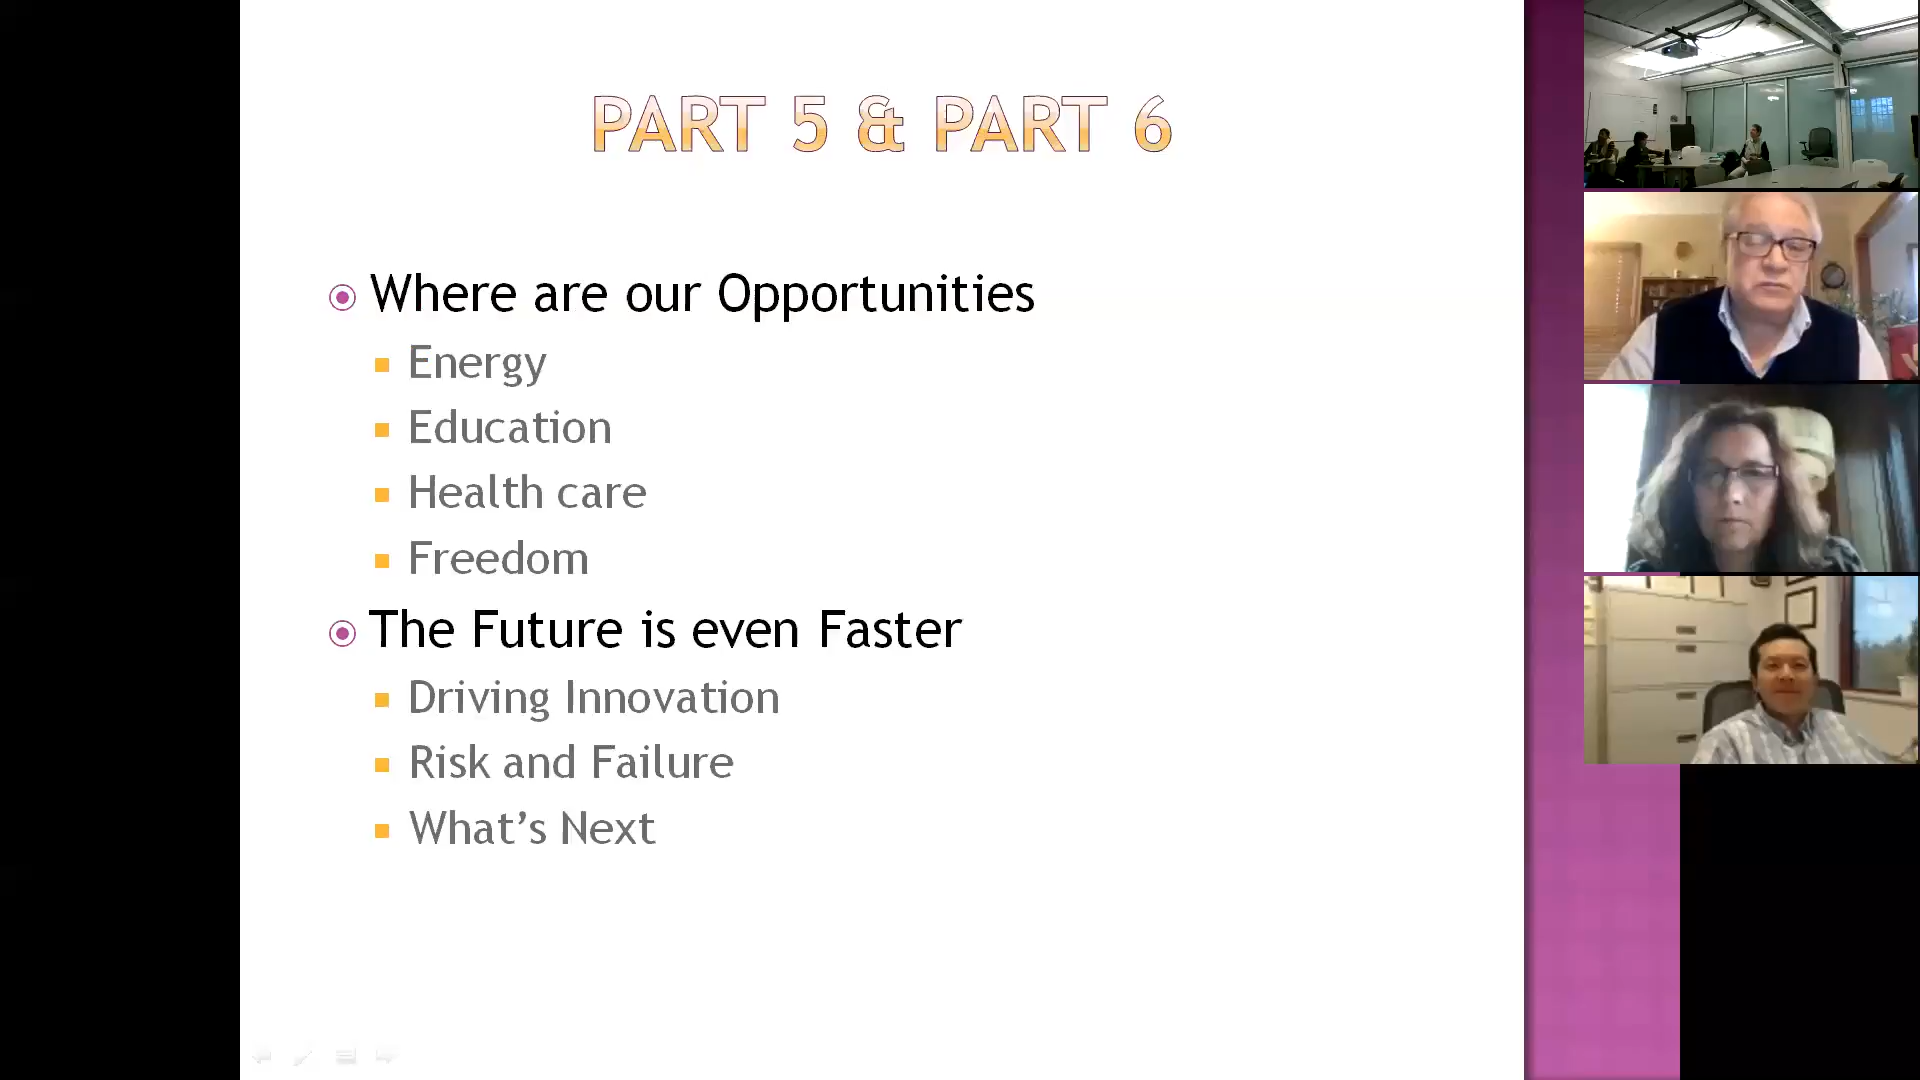 PART 5 & PART 6
Where are our Opportunities
Energy
Education
Health care
Freedom
The Future is even Faster
Driving Innovation
Risk and Failure
What’s Next